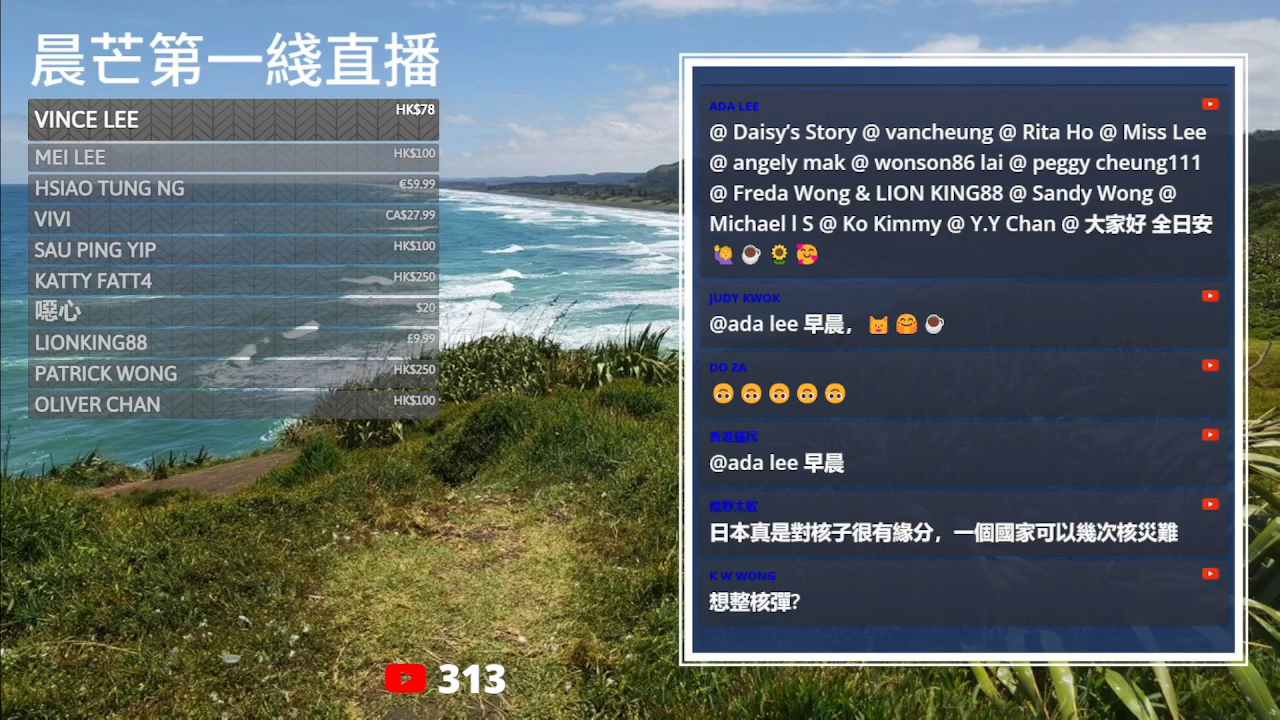 晨芒第一綫直播
VINCE LEE HK$78
MEI LEE HK$100
HSIAO TUNG NG €59.99
VIVI CA$27.99
SAU PING YIP HK$100
KATTY FATT4 HK$250
噁心 $20
LIONKING88 £9.99
PATRICK WONG HK$250
OLIVER CHAN HK$100
313
ADA LEE
@ Daisy’s Story @ vancheung @ Rita Ho @ Miss Lee
@ angely mak @ wonson86 lai @ peggy cheung111
@ Freda Wong & LION KING88 @ Sandy Wong @
Michael l S @ Ko Kimmy @ Y.Y Chan @ 大家好 全日安
🙋☕🌻🥰
JUDY KWOK
@ada lee 早晨，😺🤗☕
DO ZA
🙃🙃🙃🙃🙃
@ada lee 早晨
日本真是對核子很有緣分，一個國家可以幾次核災難
K W WONG
想整核彈?